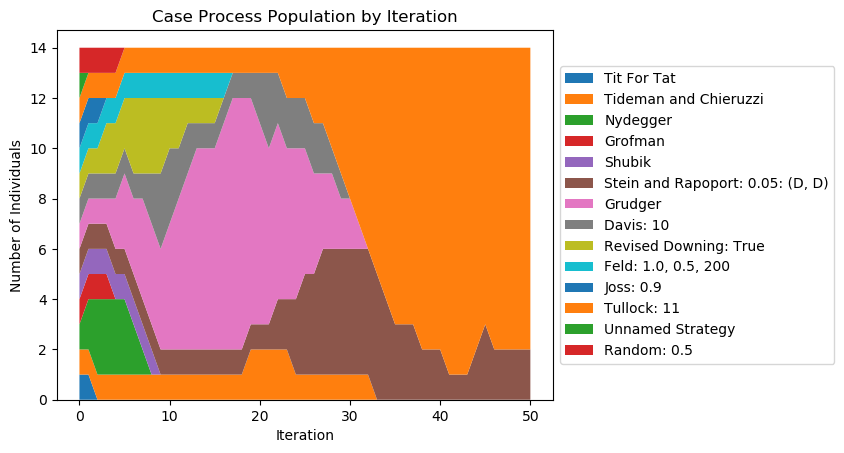 Case Process Population by Iteration
Number of Individuals
14
12
10
8
6
4
2
0
0 10 20 30 40 50
Iteration
Tit For Tat
Tideman and Chieruzzi
Nydegger
Grofman
Shubik
Stein and Rapoport: 0.05: (D, D)
Grudger
Davis: 10
Revised Downing: True
Feld: 1.0, 0.5, 200
Joss: 0.9
Tullock: 11
Unnamed Strategy
Random: 0.5